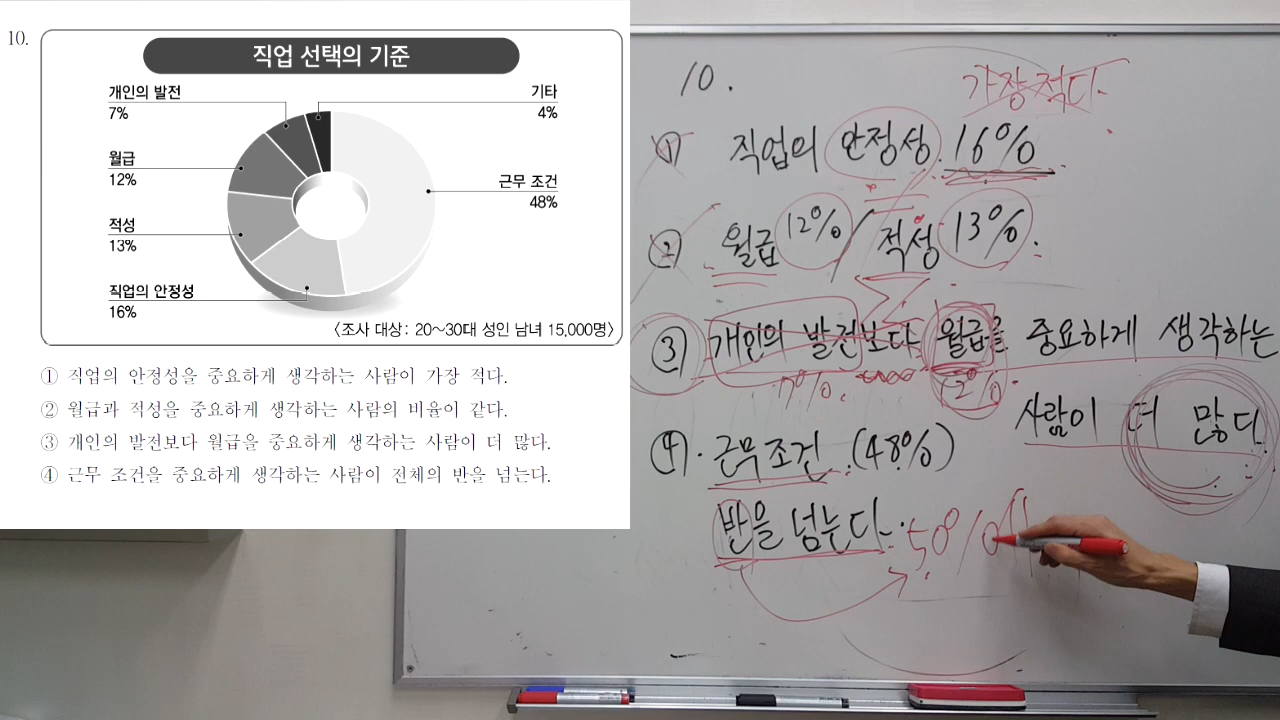 10.
직업 선택의 기준
개인의 발전
7%
기타
4%
월급
12%
근무 조건
48%
적성
13%
직업의 안정성
16%
〈조사 대상: 20~30대 성인 남녀 15,000명〉
① 직업의 안정성을 중요하게 생각하는 사람이 가장 적다.
② 월급과 적성을 중요하게 생각하는 사람의 비율이 같다.
③ 개인의 발전보다 월급을 중요하게 생각하는 사람이 더 많다.
④ 근무 조건을 중요하게 생각하는 사람이 전체의 반을 넘는다.
10.
가장 적다.
① 직업의 안정성. 16%
② 월급 12% / 적성 13%
③ 개인의 발전보다 월급을 중요하게 생각하는
7%. 12%.
사람이 더 많다
④. 근무조건. (48%)
반을 넘는다. 50%